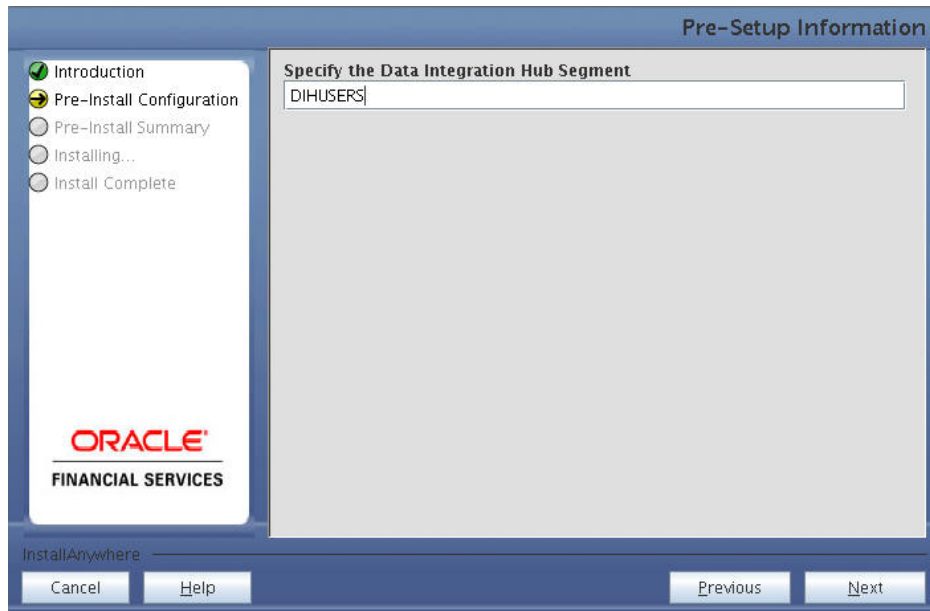 Pre-Setup Information
Introduction
Pre-Install Configuration
Pre-Install Summary
Installing...
Install Complete
ORACLE
FINANCIAL SERVICES
Specify the Data Integration Hub Segment
DIHUSERS
InstallAnywhere
Cancel
Help
Previous
Next